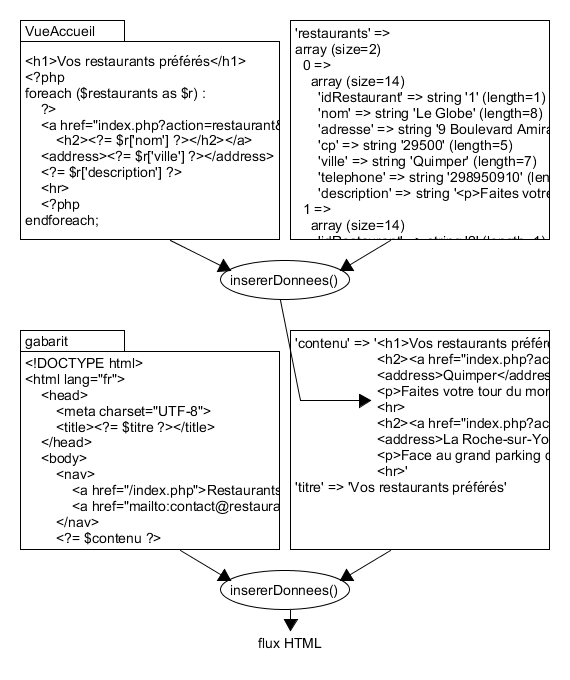 VueAccueil
<h1>Vos restaurants préférés</h1>
<?php
foreach ($restaurants as $r) :
?>
<a href="index.php?action=restaurant&
<h2><?= $r['nom'] ?></h2></a>
<address><?= $r['ville'] ?></address>
<?= $r['description'] ?>
<hr>
<?php
endforeach;
'restaurants' =>
array (size=2)
0 =>
array (size=14)
'idRestaurant' => string '1' (length=1)
'nom' => string 'Le Globe' (length=8)
'adresse' => string '9 Boulevard Amira
'cp' => string '29500' (length=5)
'ville' => string 'Quimper' (length=7)
'telephone' => string '298950910' (len
'description' => string '<p>Faites votre
1 =>
array (size=14)
'idRestaurant' => string '2' (length=1)
insererDonnees()
gabarit
<!DOCTYPE html>
<html lang="fr">
<head>
<meta charset="UTF-8">
<title><?= $titre ?></title>
</head>
<body>
<nav>
<a href="/index.php">Restaurants
<a href="mailto:contact@restaura
</nav>
<?= $contenu ?>
'contenu' => '<h1>Vos restaurants préfér
<h2><a href="index.php?ac
<address>Quimper</addres
<p>Faites votre tour du mon
<hr>
<h2><a href="index.php?ac
<address>La Roche-sur-Yo
<p>Face au grand parking d
<hr>'
'titre' => 'Vos restaurants préférés'
insererDonnees()
flux HTML